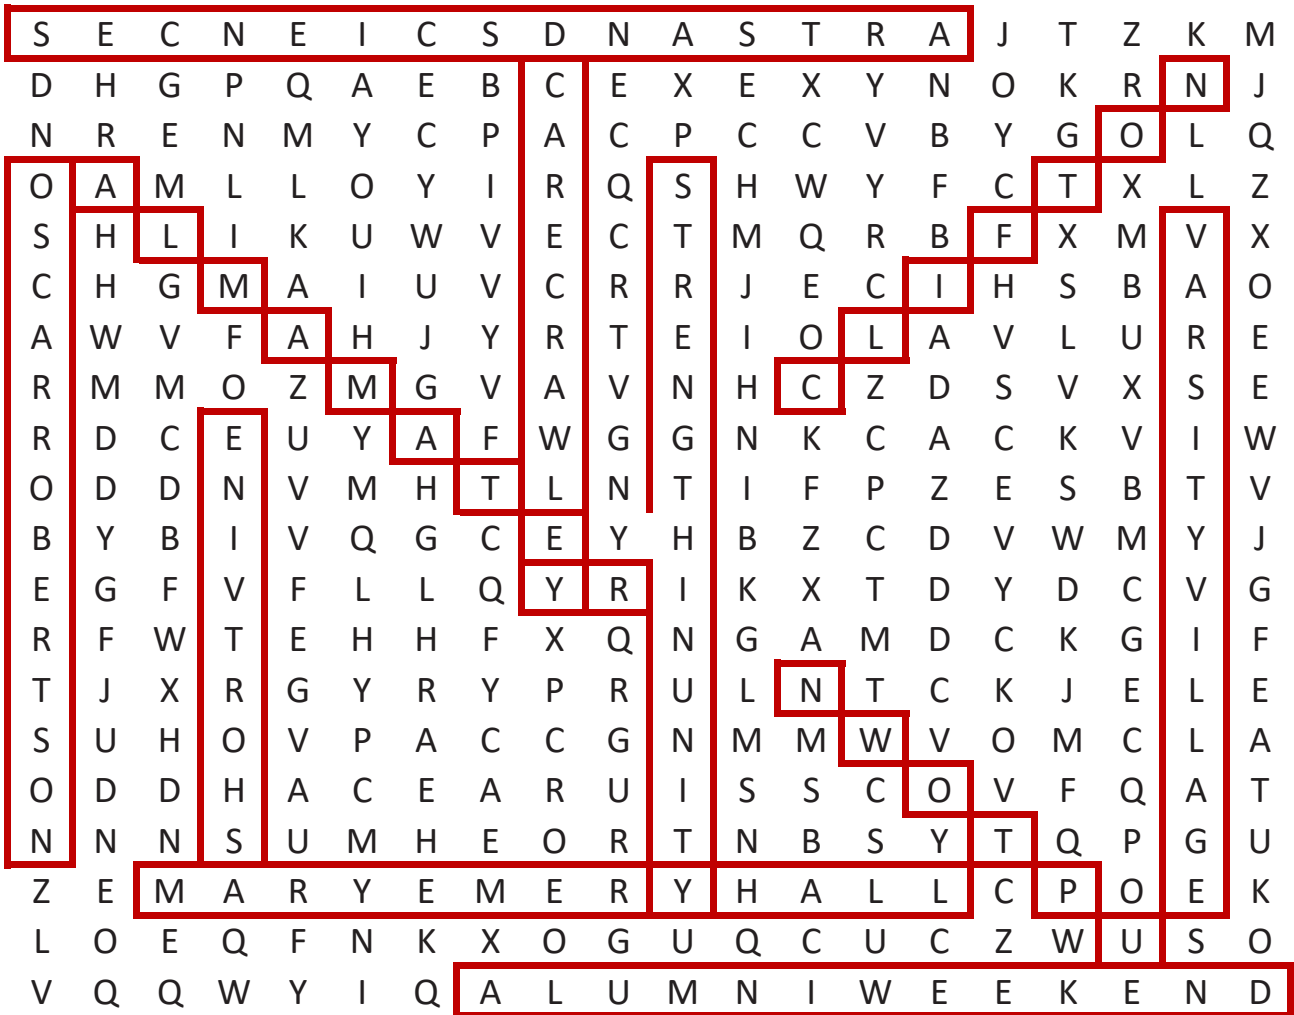 S E C N E I C S D N A S T R A J T Z K M
D H G P Q A E B C E X E X Y N O K R N J
N R E N M Y C P A C P C C V B Y G O L Q
O A M L L O Y I R Q S H W Y F C T X L Z
S H L I K U W V E C T M Q R B F X M V X
C H G M A I U V C R R J E C I H S B A O
A W V F A H J Y R T E I O L A V L U R E
R M M O Z M G V A V N H C Z D S V X S E
R D C E U Y A F W G G N K C A C K V I W
O D D N V M H T L N T I F P Z E S B T V
B Y B I V Q G C E Y H B Z C D V W M Y J
E G F V F L L Q Y R I K X T D Y D C V G
R F W T E H H F X Q N G A M D C K G I F
T J X R G Y R Y P R U L N T C K J E L E
S U H O V P A C C G N M M W V O M C L A
O D D H A C E A R U I S S C O V F Q A T
N N N S U M H E O R T N B S Y T Q P G U
Z E M A R Y E M E R Y H A L L C P O E K
L O E Q F N K X O G U Q C U C Z W U S O
V Q Q W Y I Q A L U M N I W E E K E N D